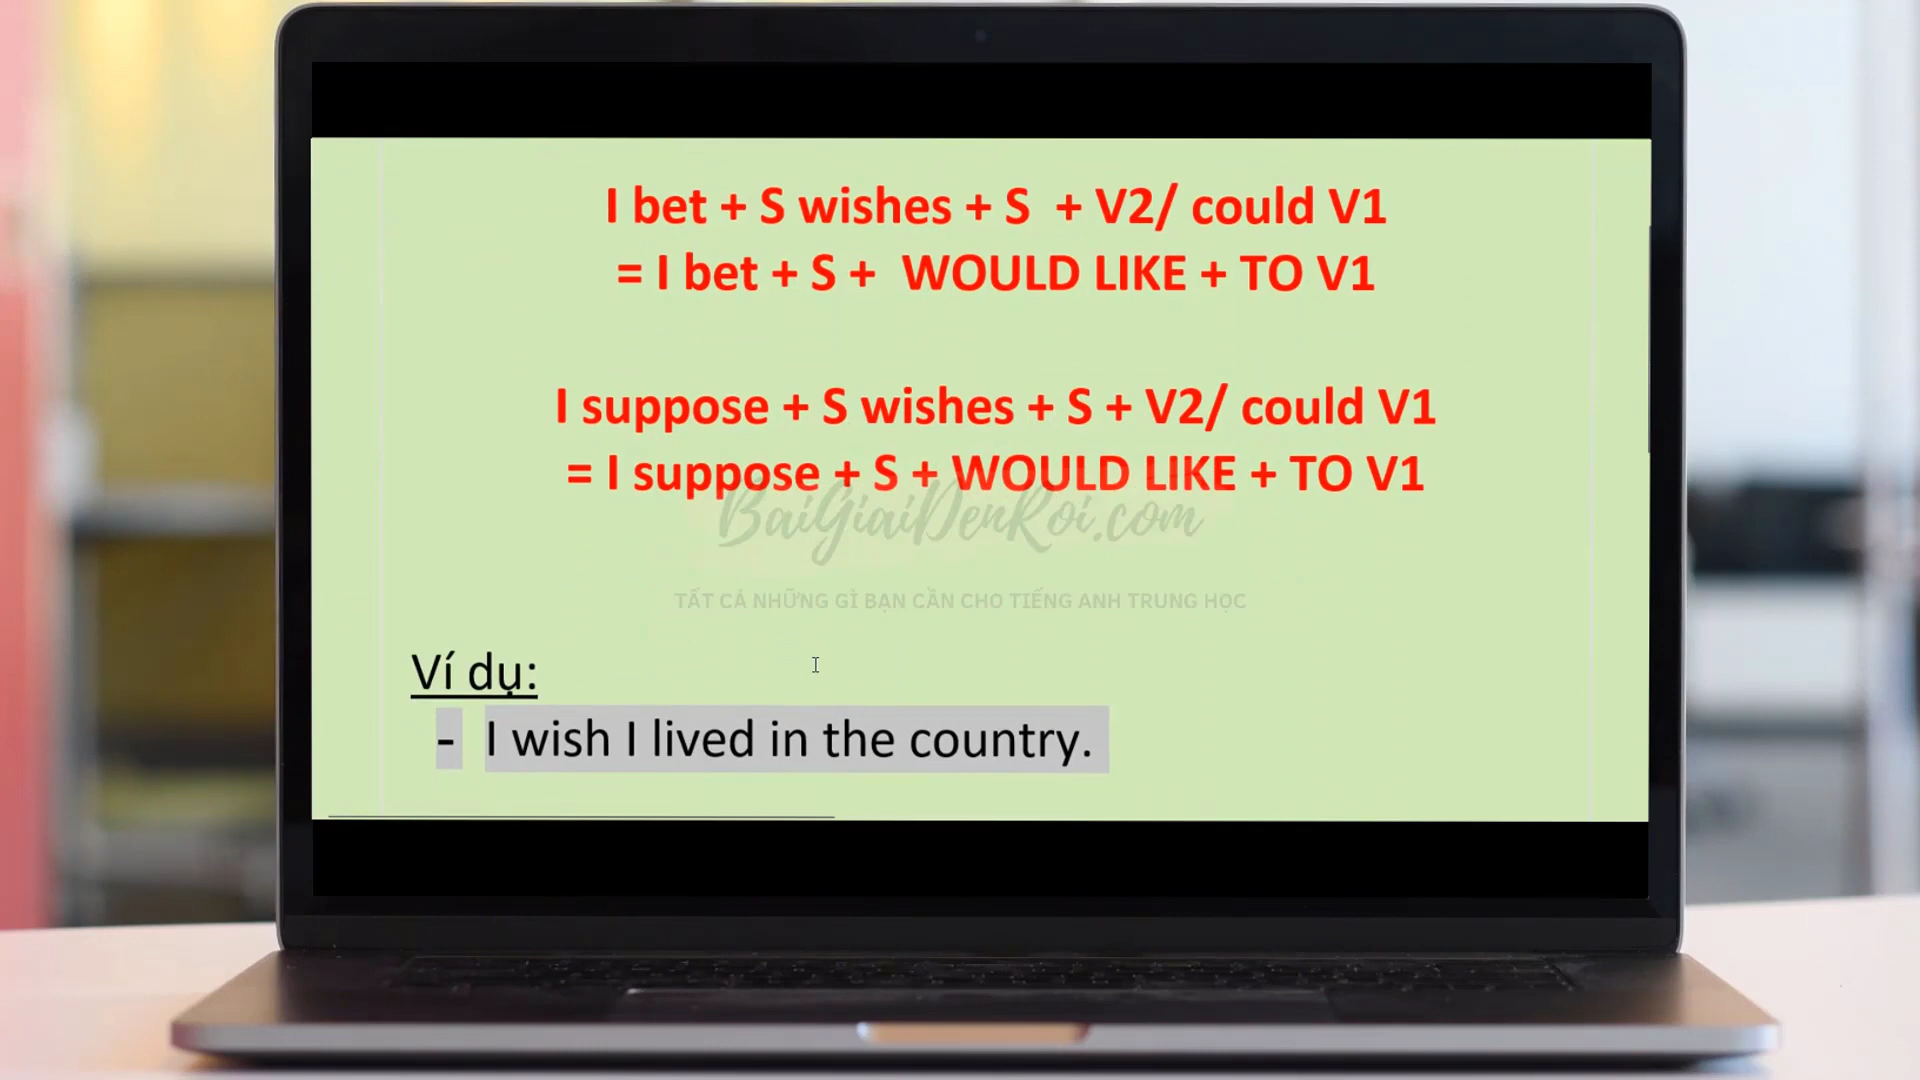 I bet + S wishes + S + V2/ could V1
= I bet + S + WOULD LIKE + TO V1
I suppose + S wishes + S + V2/ could V1
= I suppose + S + WOULD LIKE + TO V1
BaiGiaiDenRoi.com
TẤT CẢ NHỮNG GÌ BẠN CẦN CHO TIẾNG ANH TRUNG HỌC
Ví dụ:
- I wish I lived in the country.